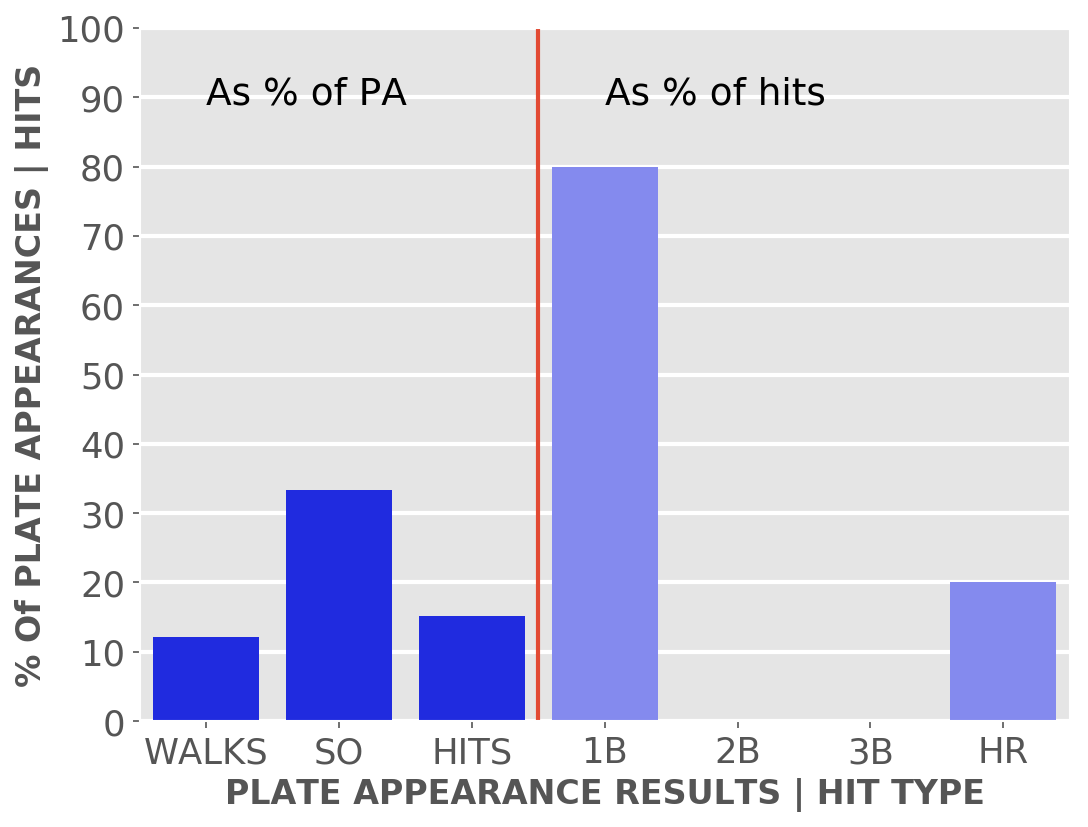 % Of PLATE APPEARANCES | HITS
100
90
80
70
60
50
40
30
20
10
0
As % of PA
As % of hits
WALKS SO HITS 1B 2B 3B HR
PLATE APPEARANCE RESULTS | HIT TYPE